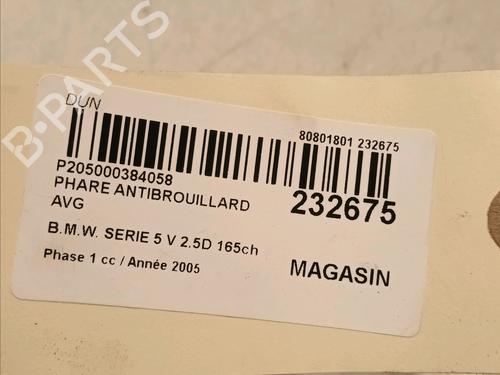 B-PARTS
DUN
80801801 232675
P205000384058
PHARE ANTIBROUILLARD
AVG
232675
B.M.W. SERIE 5 V 2.5D 165ch
Phase 1 cc / Année 2005
MAGASIN